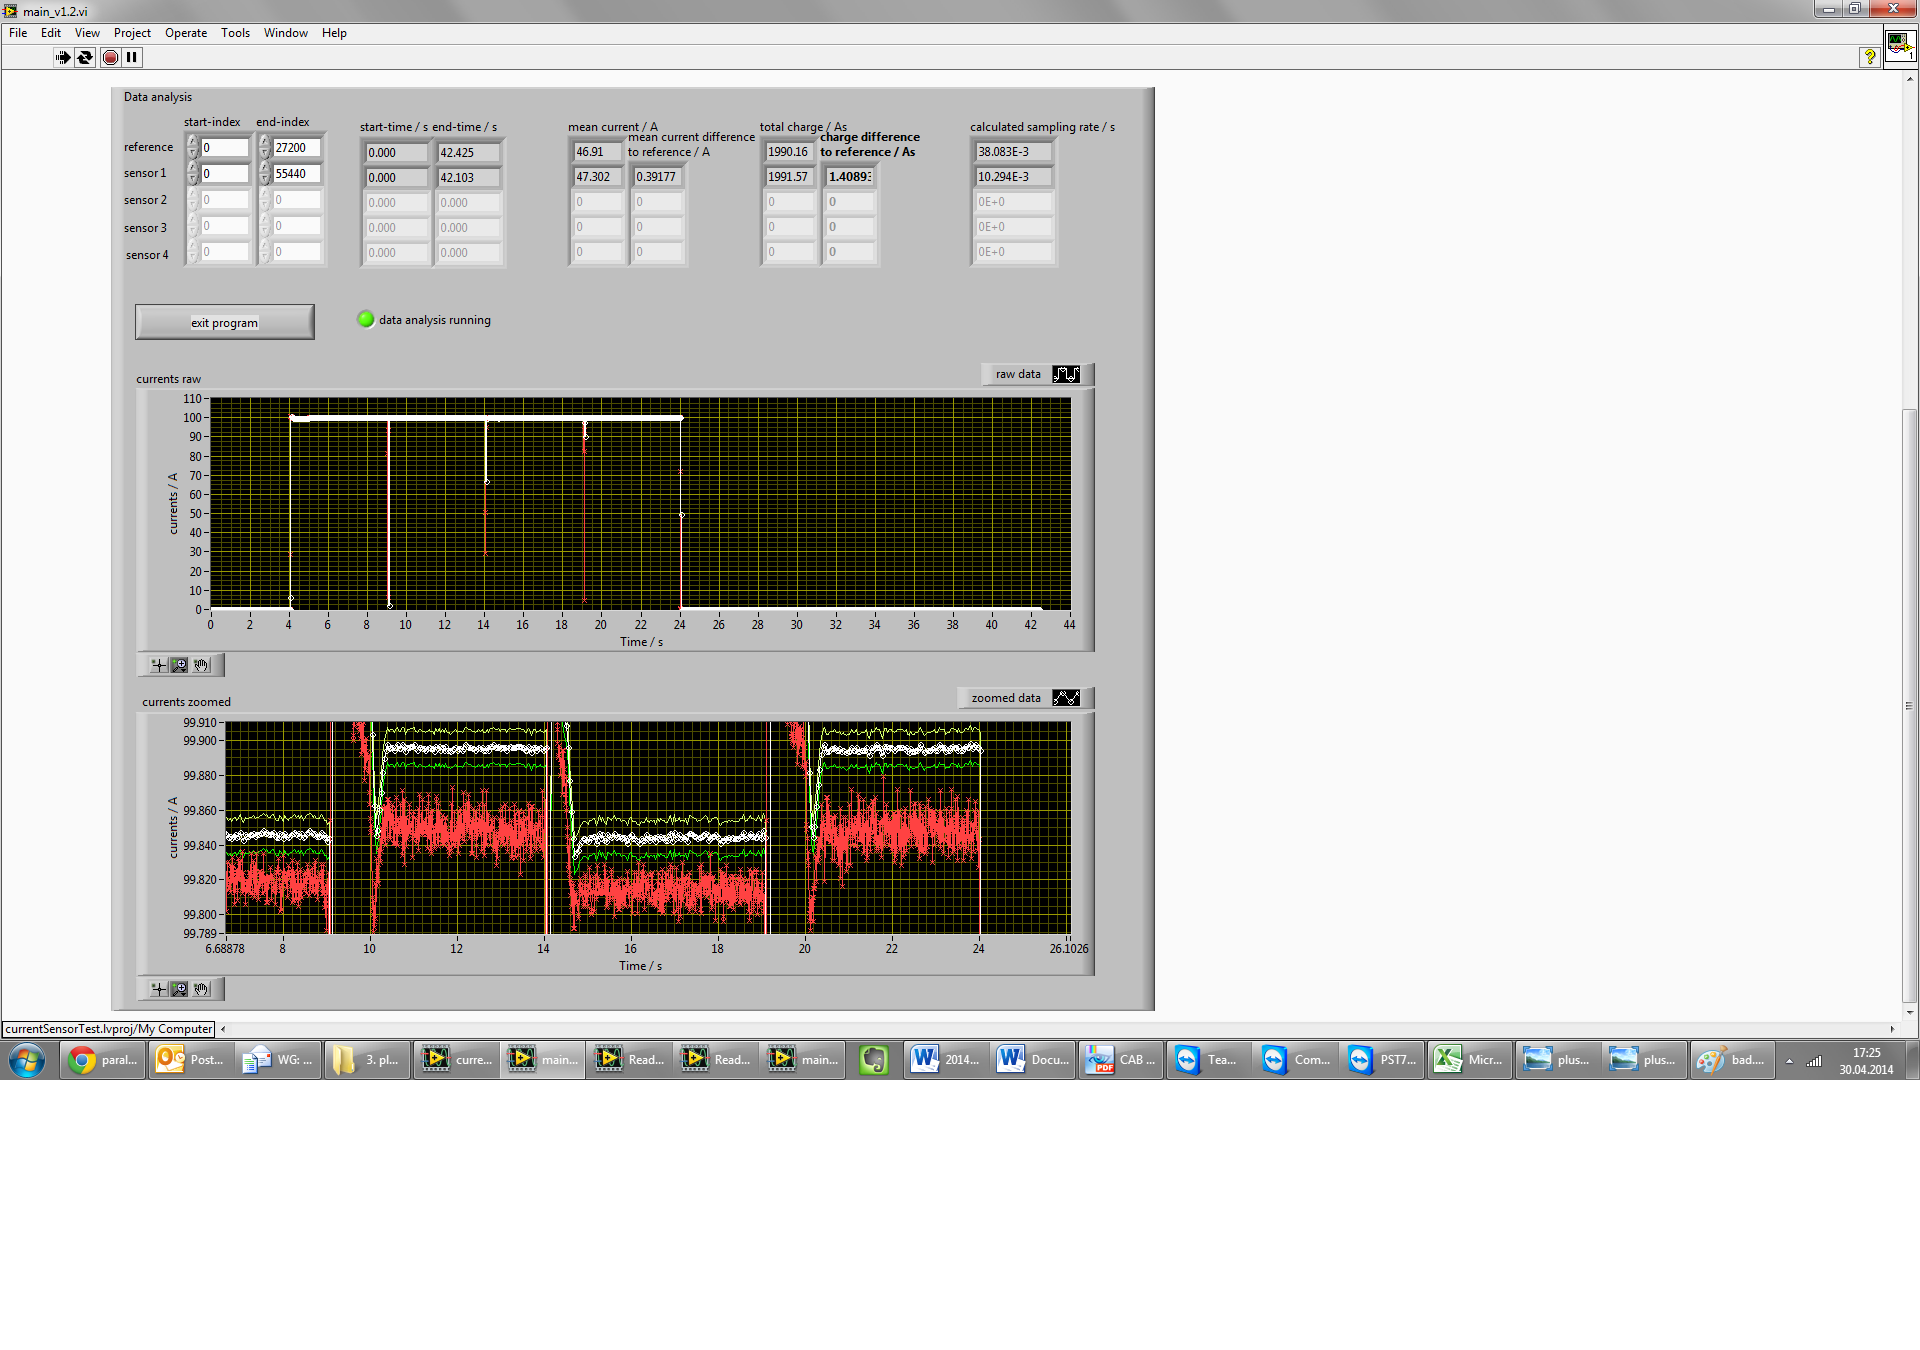 main_v1.2.vi
File Edit View Project Operate Tools Window Help
Data analysis
start-index end-index
start-time / s end-time / s
mean current / A
mean current difference
to reference / A
total charge / As
charge difference
to reference / As
calculated sampling rate / s
reference 0 27200 0.000 42.425 46.91 1990.16 38.083E-3
sensor 1 0 55440 0.000 42.103 47.302 0.39177 1991.57 1.4089 10.294E-3
sensor 2 0 0 0.000 0.000 0 0 0 0 0E+0
sensor 3 0 0 0.000 0.000 0 0 0 0 0E+0
sensor 4 0 0 0.000 0.000 0 0 0 0 0E+0
exit program
data analysis running
currents raw
raw data
currents / A
110
100
90
80
70
60
50
40
30
20
10
0
0 2 4 6 8 10 12 14 16 18 20 22 24 26 28 30 32 34 36 38 40 42 44
Time / s
currents zoomed
zoomed data
currents / A
99.910
99.900
99.880
99.860
99.840
99.820
99.800
99.789
6.68878 8 10 12 14 16 18 20 22 24 26.1026
Time / s
currentSensorTest.lvproj/My Computer
paral... Post... WG: ... 3. pl... curre... main... Read... Read... main... 2014... Docu... CAB ... Tea... Com... PST7... Micr... plus... plus... bad....
17:25
30.04.2014